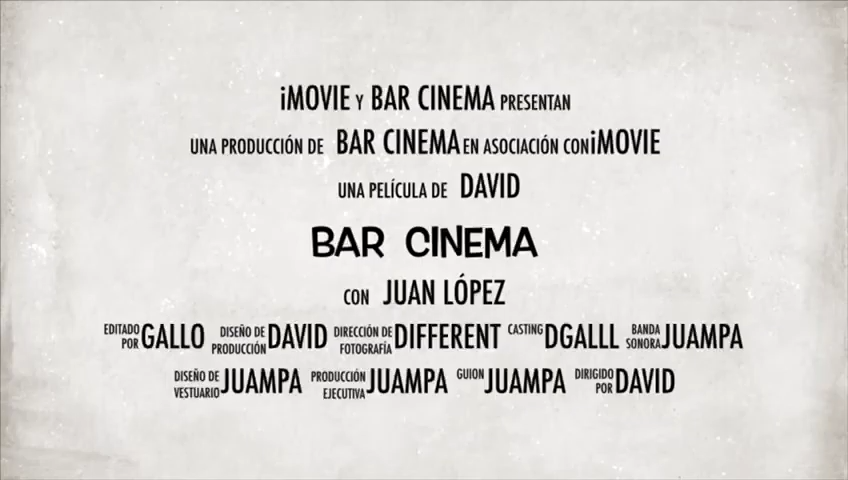 iMOVIE Y BAR CINEMA PRESENTAN
UNA PRODUCCIÓN DE BAR CINEMA EN ASOCIACIÓN CON iMOVIE
UNA PELÍCULA DE DAVID
BAR CINEMA
CON JUAN LÓPEZ
EDITADO POR GALLO DISEÑO DE PRODUCCIÓN DAVID DIRECCIÓN DE FOTOGRAFÍA DIFFERENT CASTING DGALLL BANDA SONORA JUAMPA
DISEÑO DE VESTUARIO JUAMPA PRODUCCIÓN EJECUTIVA JUAMPA GUION JUAMPA DIRIGIDO POR DAVID